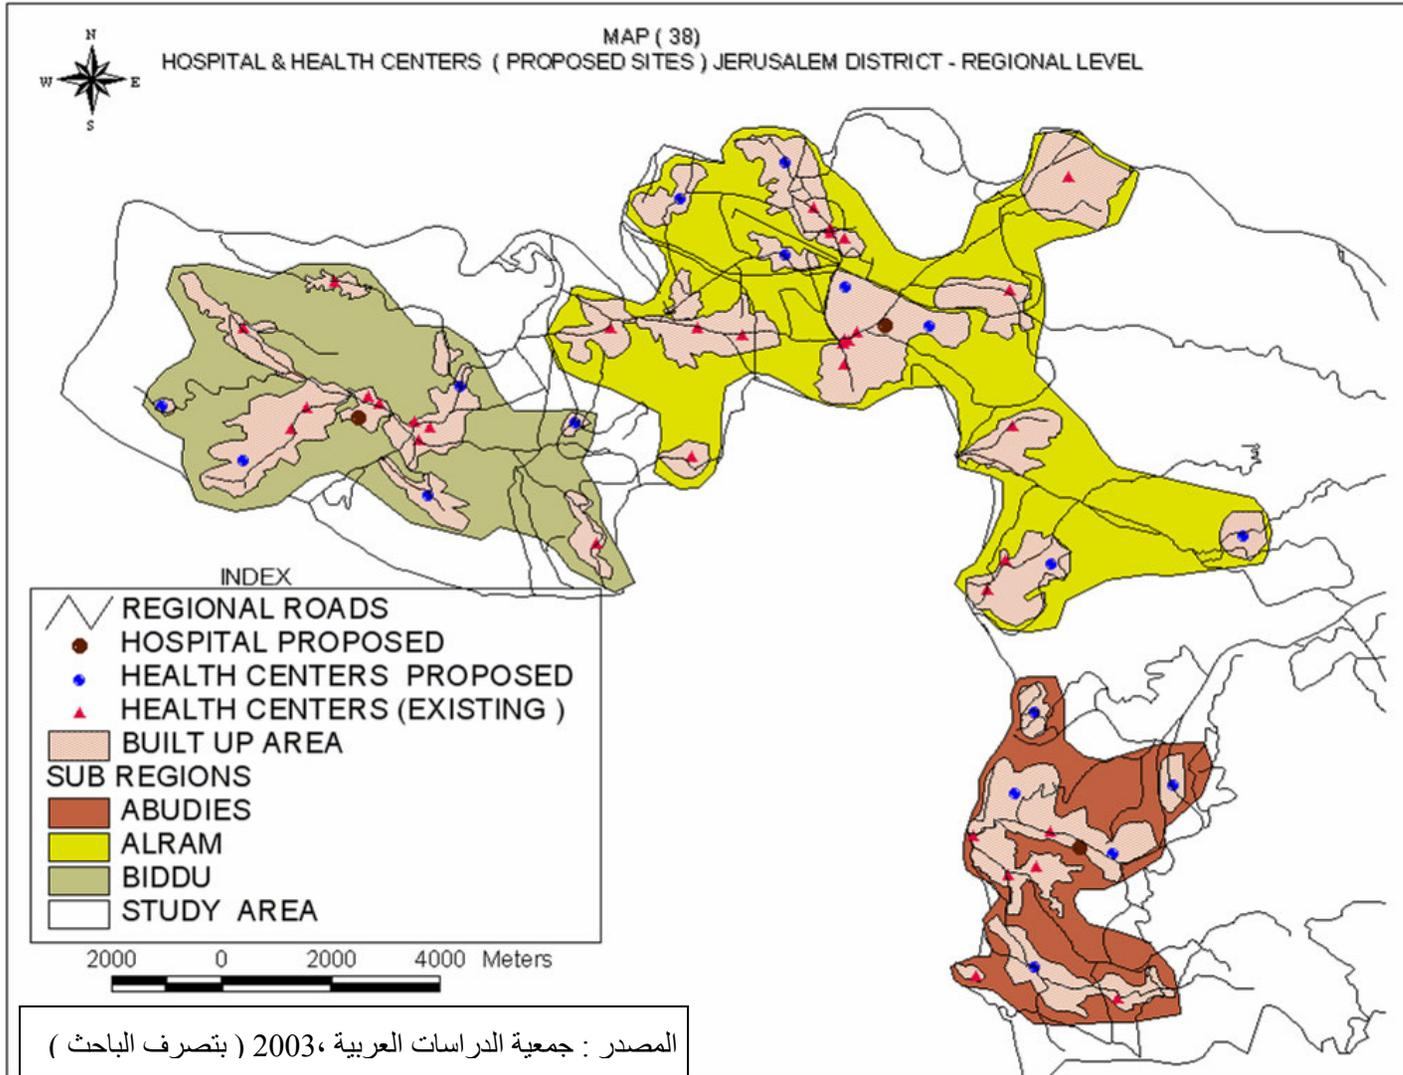 MAP ( 38)
HOSPITAL & HEALTH CENTERS ( PROPOSED SITES ) JERUSALEM DISTRICT - REGIONAL LEVEL
N
W E
S
INDEX
REGIONAL ROADS
HOSPITAL PROPOSED
HEALTH CENTERS PROPOSED
HEALTH CENTERS (EXISTING )
BUILT UP AREA
SUB REGIONS
ABUDIES
ALRAM
BIDDU
STUDY AREA
2000 0 2000 4000 Meters
المصدر : جمعية الدراسات العربية ،2003 ( بتصرف الباحث )